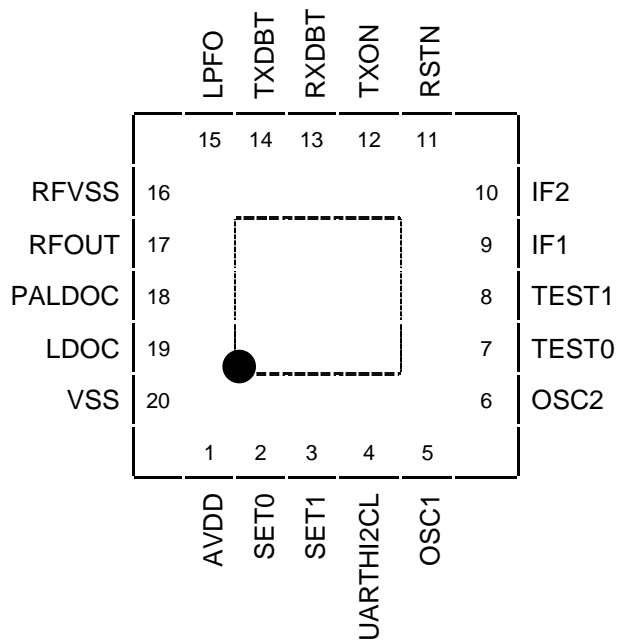 LPFO TXDBT RXDBT TXON RSTN
15 14 13 12 11
RFVSS 16 10 IF2
RFOUT 17 9 IF1
PALDOC 18 8 TEST1
LDOC 19 7 TEST0
VSS 20 6 OSC2
1 2 3 4 5
AVDD SET0 SET1 UARTHI2CL OSC1